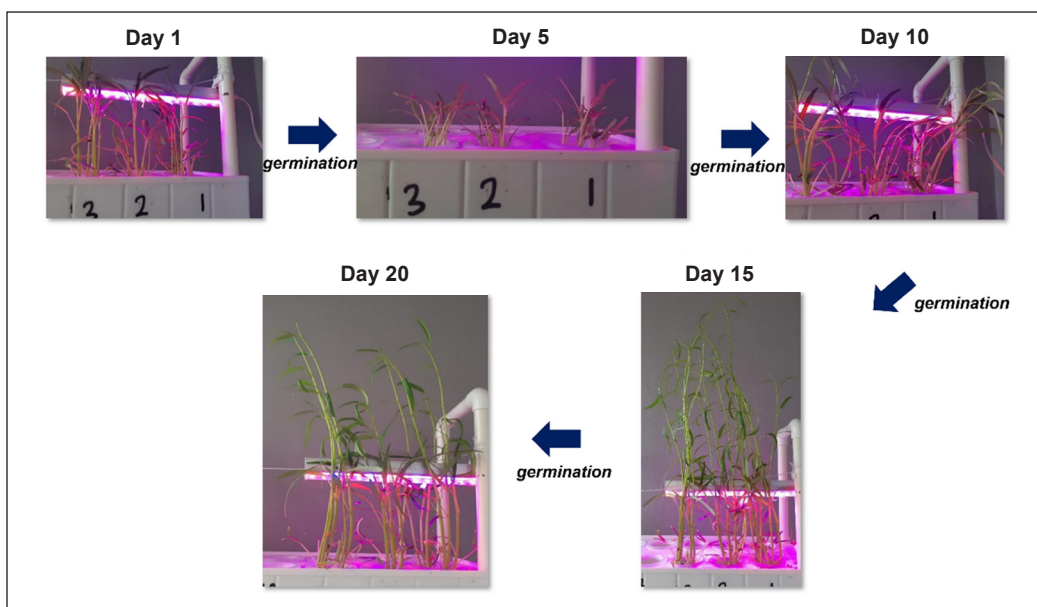 Day 1
Day 5
Day 10
germination
germination
3 2 1
3 2 1
Day 20
Day 15
germination
germination